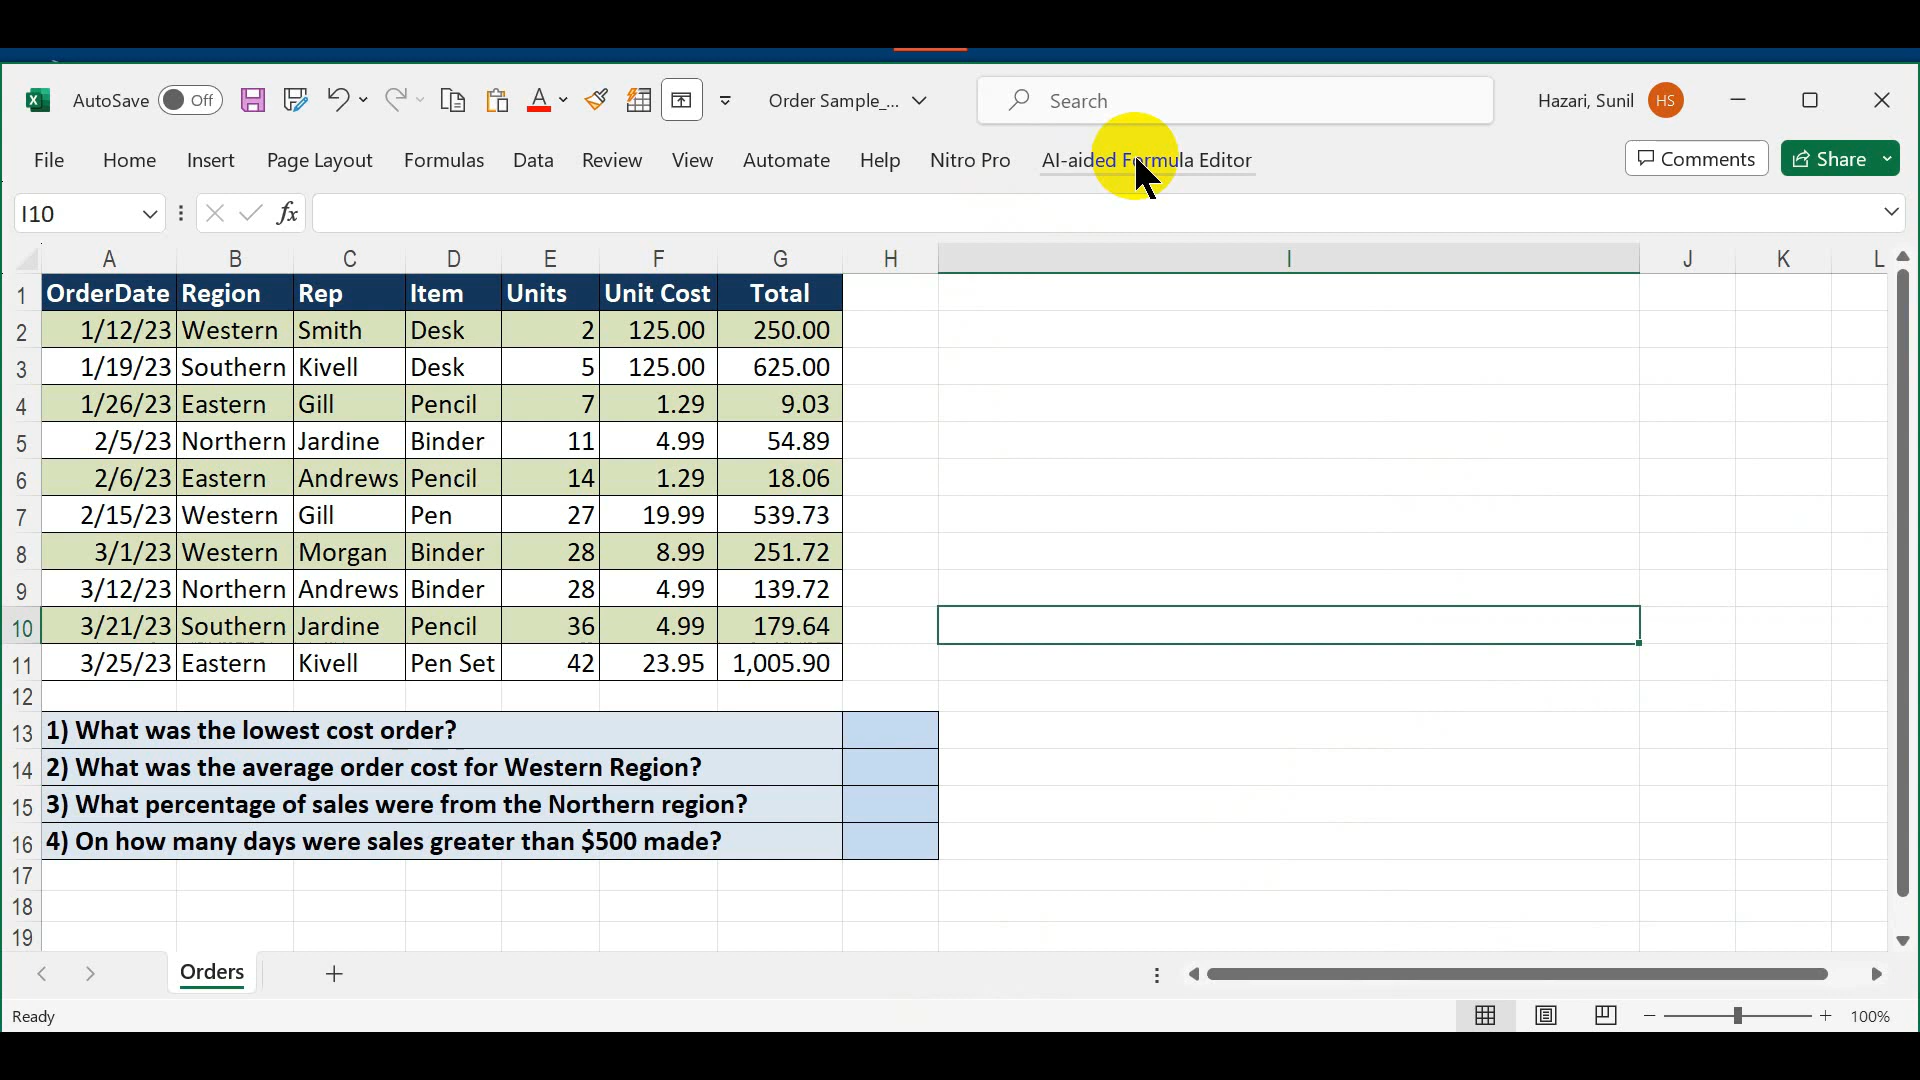 AutoSave Off Order Sample_... Search Hazari, Sunil HS
File Home Insert Page Layout Formulas Data Review View Automate Help Nitro Pro AI-aided Formula Editor Comments Share
I10 fx
A B C D E F G H I J K L
1 OrderDate Region Rep Item Units Unit Cost Total
2 1/12/23 Western Smith Desk 2 125.00 250.00
3 1/19/23 Southern Kivell Desk 5 125.00 625.00
4 1/26/23 Eastern Gill Pencil 7 1.29 9.03
5 2/5/23 Northern Jardine Binder 11 4.99 54.89
6 2/6/23 Eastern Andrews Pencil 14 1.29 18.06
7 2/15/23 Western Gill Pen 27 19.99 539.73
8 3/1/23 Western Morgan Binder 28 8.99 251.72
9 3/12/23 Northern Andrews Binder 28 4.99 139.72
10 3/21/23 Southern Jardine Pencil 36 4.99 179.64
11 3/25/23 Eastern Kivell Pen Set 42 23.95 1,005.90
12
13 1) What was the lowest cost order?
14 2) What was the average order cost for Western Region?
15 3) What percentage of sales were from the Northern region?
16 4) On how many days were sales greater than $500 made?
17
18
19
Orders
Ready 100%